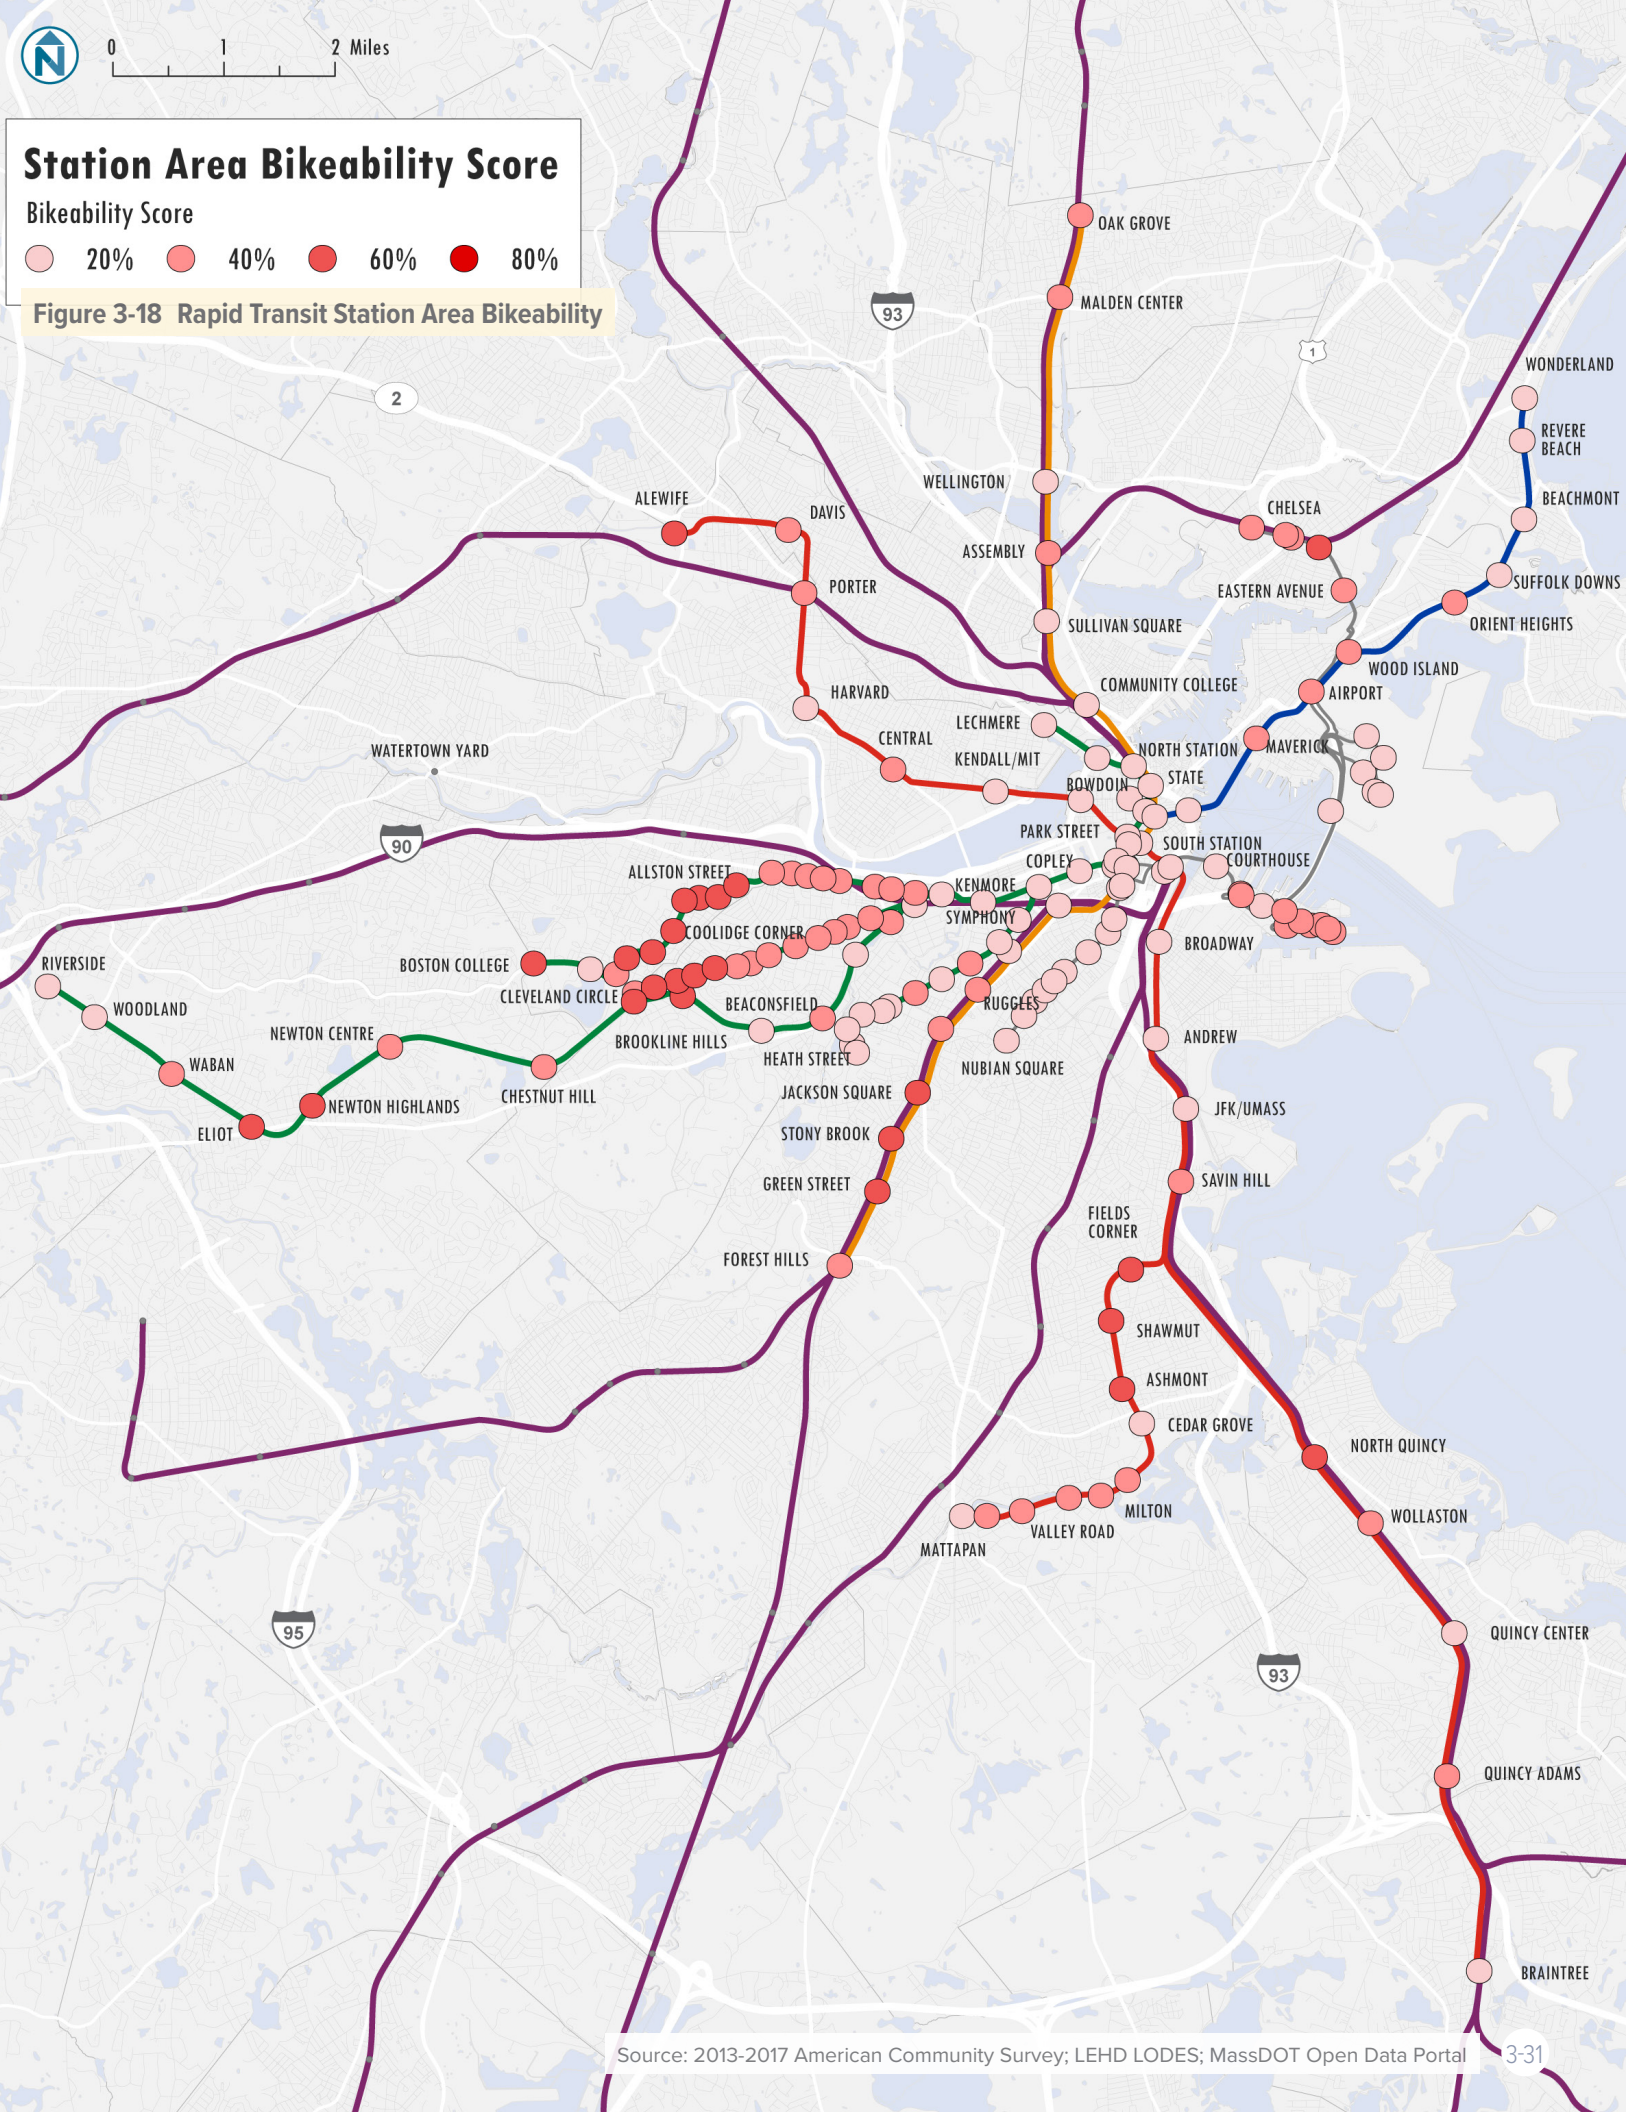 N
0 1 2 Miles
Station Area Bikeability Score
Bikeability Score
20% 40% 60% 80%
Figure 3-18 Rapid Transit Station Area Bikeability
OAK GROVE
93
MALDEN CENTER
1
WONDERLAND
2
REVERE
BEACH
WELLINGTON
ALEWIFE
BEACHMONT
DAVIS
CHELSEA
ASSEMBLY
SUFFOLK DOWNS
PORTER
EASTERN AVENUE
ORIENT HEIGHTS
SULLIVAN SQUARE
WOOD ISLAND
COMMUNITY COLLEGE
HARVARD
AIRPORT
LECHMERE
CENTRAL
WATERTOWN YARD
NORTH STATION
MAVERICK
KENDALL/MIT
STATE
BOWDOIN
PARK STREET
90
SOUTH STATION
COPLEY
COURTHOUSE
ALLSTON STREET
KENMORE
SYMPHONY
COOLIDGE CORNER
BROADWAY
RIVERSIDE
BOSTON COLLEGE
CLEVELAND CIRCLE
BEACONSFIELD
RUGGLES
WOODLAND
NEWTON CENTRE
BROOKLINE HILLS
ANDREW
HEATH STREET
WABAN
NUBIAN SQUARE
CHESTNUT HILL
JACKSON SQUARE
NEWTON HIGHLANDS
JFK/UMASS
ELIOT
STONY BROOK
GREEN STREET
SAVIN HILL
FIELDS
CORNER
FOREST HILLS
SHAWMUT
ASHMONT
CEDAR GROVE
NORTH QUINCY
MILTON
WOLLASTON
VALLEY ROAD
MATTAPAN
95
QUINCY CENTER
93
QUINCY ADAMS
BRAINTREE
Source: 2013-2017 American Community Survey; LEHD LODES; MassDOT Open Data Portal
3-31